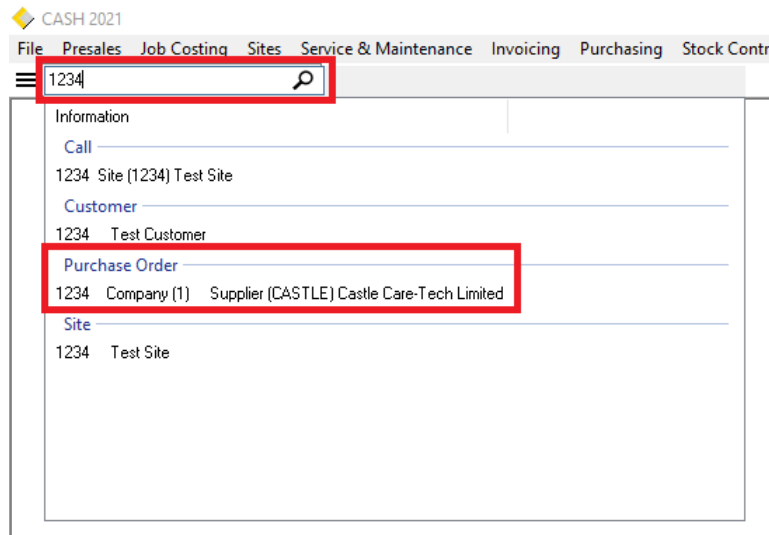 CASH 2021
File Presales Job Costing Sites Service & Maintenance Invoicing Purchasing Stock Contr
1234
Information
Call
1234 Site (1234) Test Site
Customer
1234 Test Customer
Purchase Order
1234 Company (1) Supplier (CASTLE) Castle Care-Tech Limited
Site
1234 Test Site